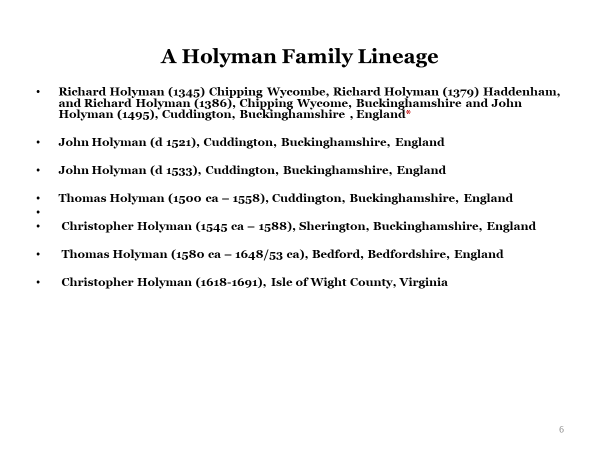 A Holyman Family Lineage
• Richard Holyman (1345) Chipping Wycombe, Richard Holyman (1379) Haddenham,
and Richard Holyman (1386), Chipping Wycome, Buckinghamshire and John
Holyman (1495), Cuddington, Buckinghamshire , England*
• John Holyman (d 1521), Cuddington, Buckinghamshire, England
• John Holyman (d 1533), Cuddington, Buckinghamshire, England
• Thomas Holyman (1500 ca – 1558), Cuddington, Buckinghamshire, England
•
• Christopher Holyman (1545 ca – 1588), Sherington, Buckinghamshire, England
• Thomas Holyman (1580 ca – 1648/53 ca), Bedford, Bedfordshire, England
• Christopher Holyman (1618-1691), Isle of Wight County, Virginia
6